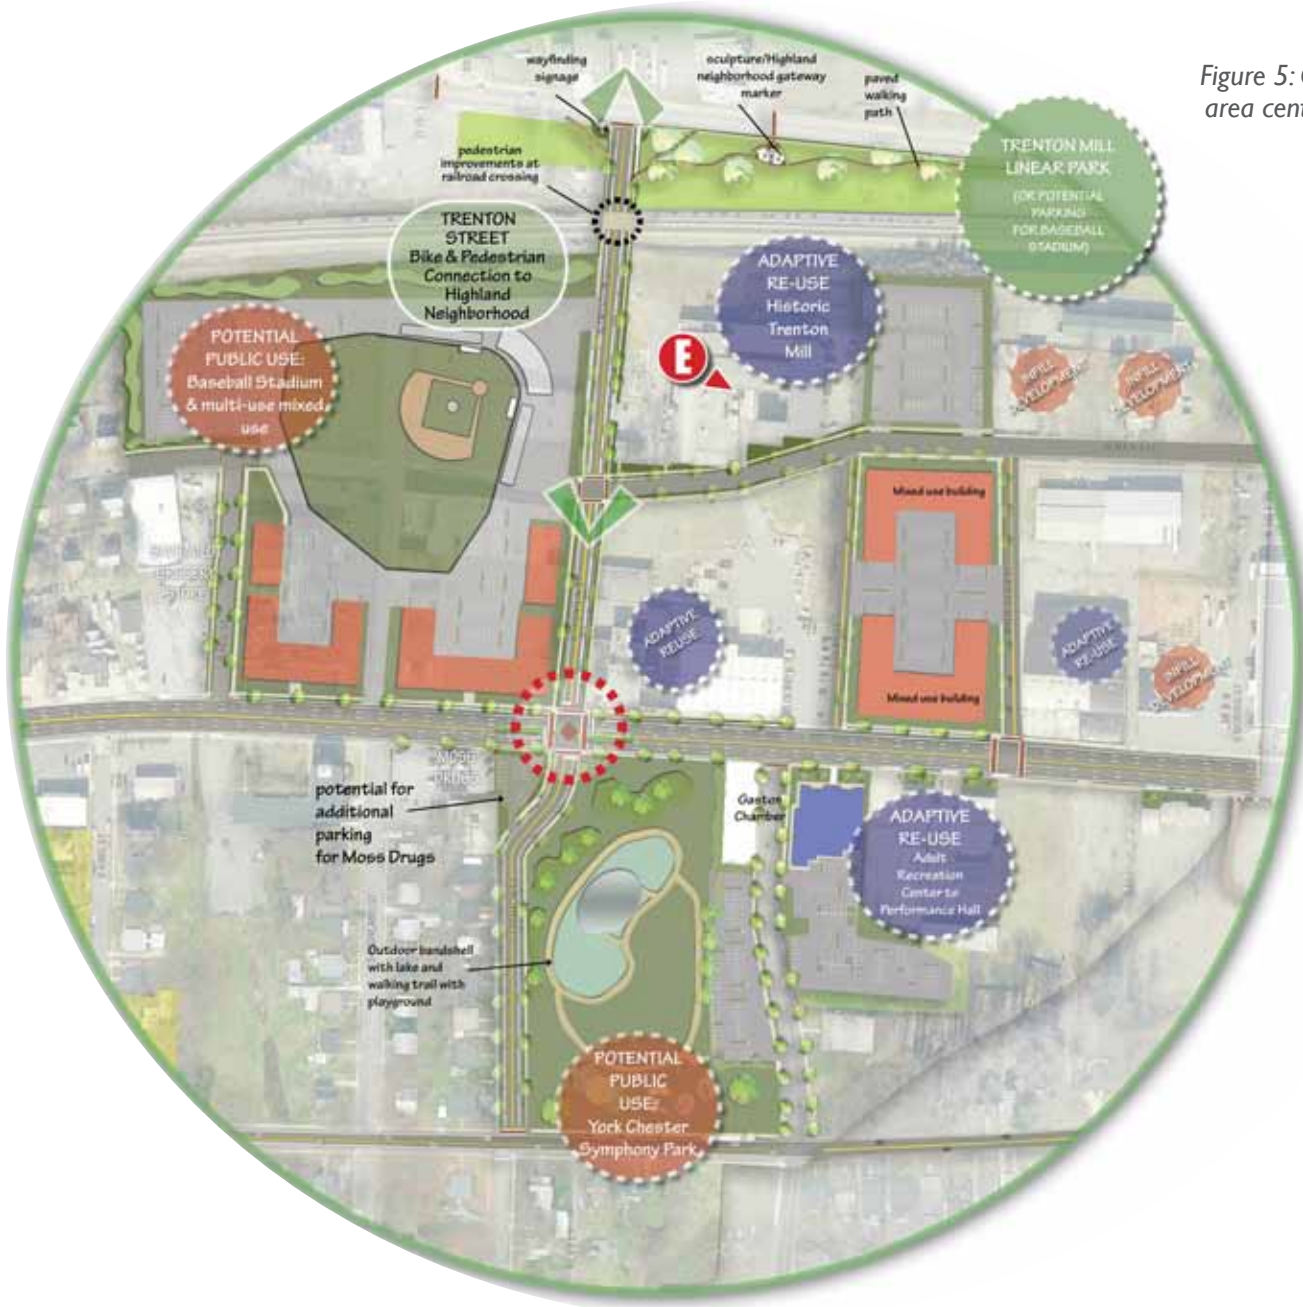 Figure 5:
area cent
wayfinding
signage
sculpture/Highland
neighborhood gateway
marker
paved
walking
path
TRENTON MILL
LINEAR PARK
(OR POTENTIAL
PARKING
FOR BASEBALL
STADIUM)
pedestrian
improvements at
railroad crossing
TRENTON
STREET
Bike & Pedestrian
Connection to
Highland
Neighborhood
ADAPTIVE
RE-USE
Historic
Trenton
Mill
E
POTENTIAL
PUBLIC USE:
Baseball Stadium
& multi-use mixed
use
INFILL
DEVELOPMENT
INFILL
DEVELOPMENT
Mixed use building
ADAPTIVE
REUSE
ADAPTIVE
RE-USE
INFILL
DEVELOPMENT
Mixed use building
MOSS
DRUGS
potential for
additional
parking
for Moss Drugs
Gaston
Chamber
ADAPTIVE
RE-USE
Adult
Recreation
Center to
Performance Hall
Outdoor bandshell
with lake and
walking trail with
playground
POTENTIAL
PUBLIC
USE:
York Chester
Symphony Park